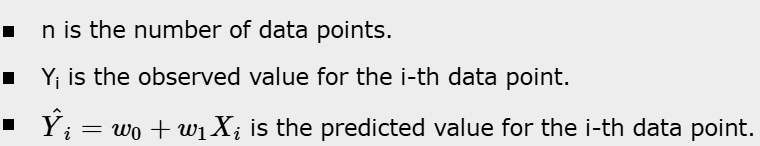 ▪ n is the number of data points.
▪ Yᵢ is the observed value for the i-th data point.
▪ Ŷᵢ = w₀ + w₁Xᵢ is the predicted value for the i-th data point.